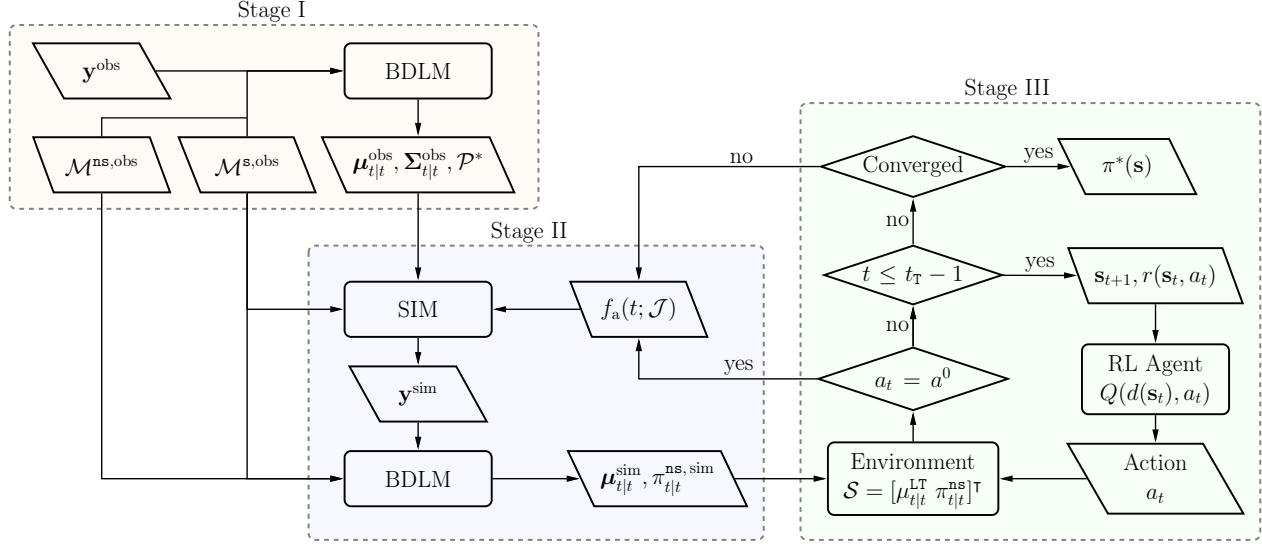 Stage I
𝐲^obs
BDLM
ℳ^ns,obs
ℳ^s,obs
𝝁^obs_t|t, 𝚺^obs_t|t, 𝒫*
Stage II
SIM
f_a(t; 𝒥)
𝐲^sim
BDLM
𝝁^sim_t|t, π^ns,sim_t|t
Stage III
Converged
yes
π*(𝐬)
no
no
t ≤ t_T − 1
yes
𝐬_t+1, r(𝐬_t, a_t)
no
a_t = a^0
yes
RL Agent
Q(d(𝐬_t), a_t)
Environment
𝒮 = [μ^LT_t|t π^ns_t|t]^⊺
Action
a_t